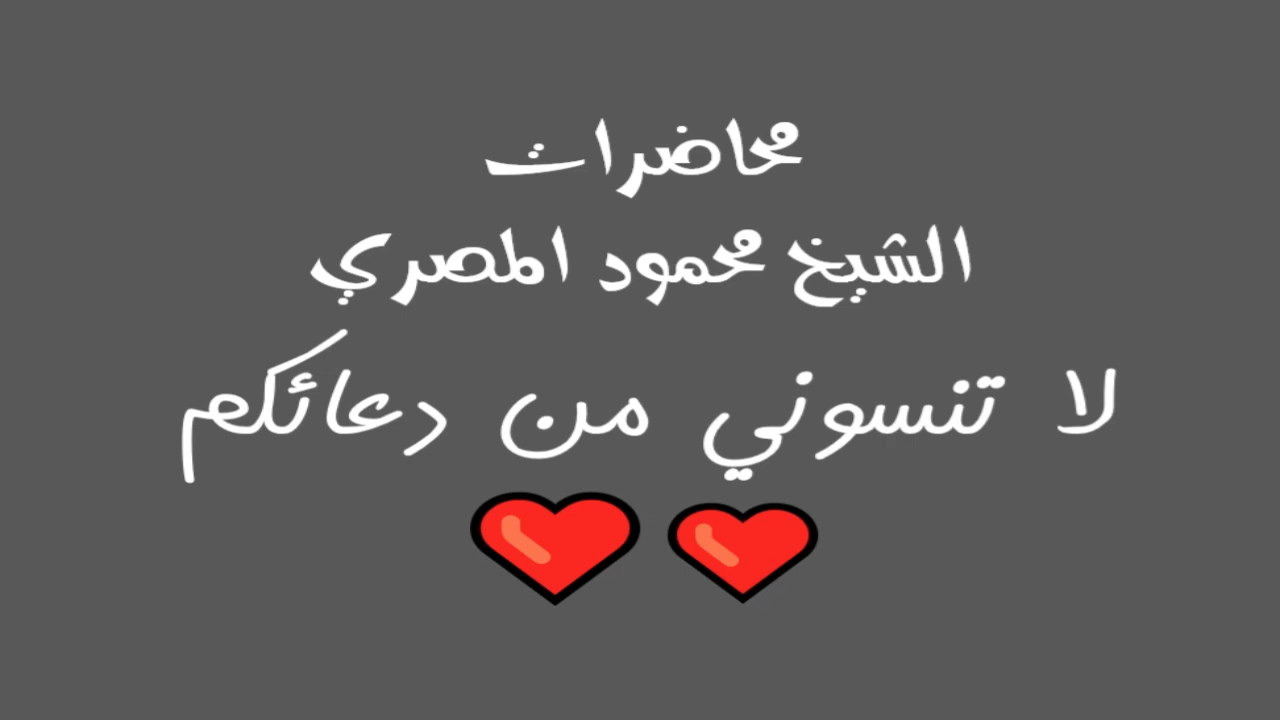 محاضرات
الشيخ محمود المصري
لا تنسوني من دعائكم